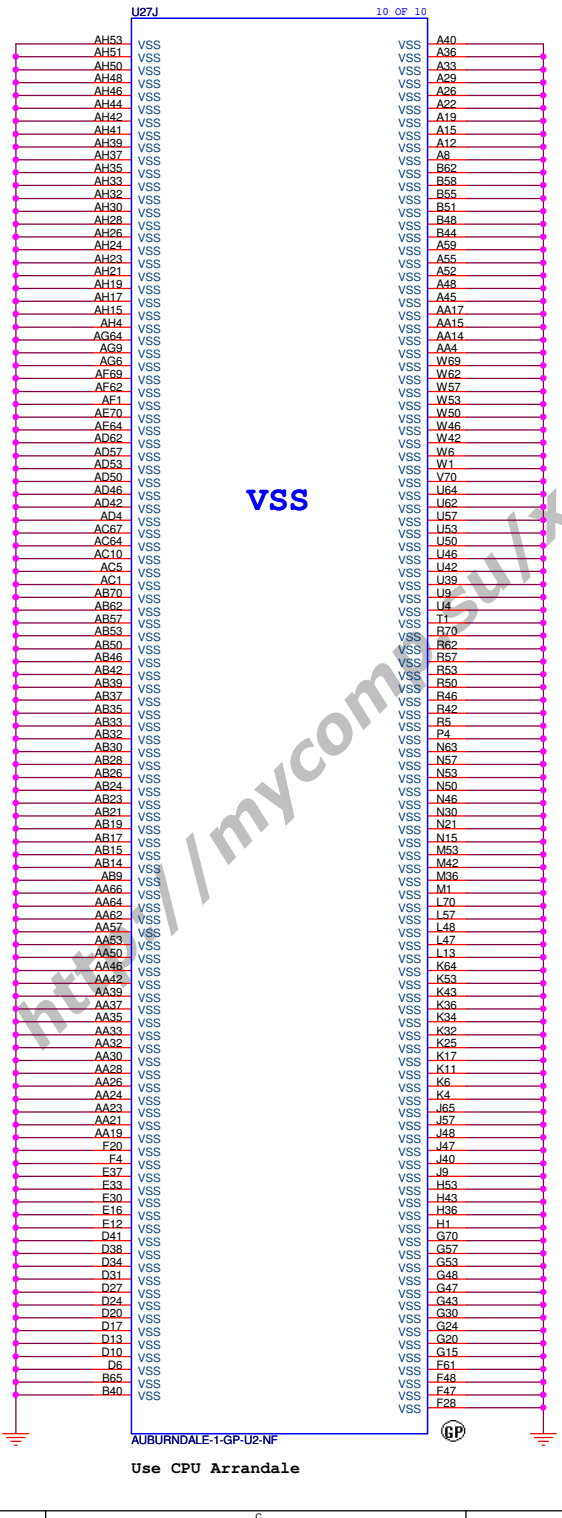 U27J 10 OF 10
AH53 VSS VSS A40
AH51 VSS VSS A36
AH50 VSS VSS A33
AH48 VSS VSS A29
AH46 VSS VSS A26
AH44 VSS VSS A22
AH42 VSS VSS A19
AH41 VSS VSS A15
AH39 VSS VSS A12
AH37 VSS VSS A8
AH35 VSS VSS B62
AH33 VSS VSS B58
AH32 VSS VSS B55
AH30 VSS VSS B51
AH28 VSS VSS B48
AH26 VSS VSS B44
AH24 VSS VSS A59
AH23 VSS VSS A55
AH21 VSS VSS A52
AH19 VSS VSS A48
AH17 VSS VSS A45
AH15 VSS VSS AA17
AH4 VSS VSS AA15
AG64 VSS VSS AA14
AG9 VSS VSS AA4
AG6 VSS VSS W69
AF69 VSS VSS W62
AF62 VSS VSS W57
AF1 VSS VSS W53
AE70 VSS VSS W50
AE64 VSS VSS W46
AD62 VSS VSS W42
AD57 VSS VSS W6
AD53 VSS VSS W1
AD50 VSS VSS V70
AD46 VSS VSS U64
VSS
AD42 VSS VSS U62
AD4 VSS VSS U57
AC67 VSS VSS U53
AC64 VSS VSS U50
AC10 VSS VSS U46
AC5 VSS VSS U42
AC1 VSS VSS U39
AB70 VSS VSS U9
AB62 VSS VSS U4
AB57 VSS VSS T1
AB53 VSS VSS R70
AB50 VSS VSS R62
AB46 VSS VSS R57
AB42 VSS VSS R53
AB39 VSS VSS R50
AB37 VSS VSS R46
AB35 VSS VSS R42
AB33 VSS VSS R5
AB32 VSS VSS P4
AB30 VSS VSS N63
AB28 VSS VSS N57
AB26 VSS VSS N53
AB24 VSS VSS N50
AB23 VSS VSS N46
AB21 VSS VSS N30
AB19 VSS VSS N21
AB17 VSS VSS N15
AB15 VSS VSS M53
AB14 VSS VSS M42
AB9 VSS VSS M36
AA66 VSS VSS M1
AA64 VSS VSS L70
AA62 VSS VSS L57
AA57 VSS VSS L48
AA53 VSS VSS L47
AA50 VSS VSS L13
AA46 VSS VSS K64
AA42 VSS VSS K53
AA39 VSS VSS K43
AA37 VSS VSS K36
AA35 VSS VSS K34
AA33 VSS VSS K32
AA32 VSS VSS K25
AA30 VSS VSS K17
AA28 VSS VSS K11
AA26 VSS VSS K6
AA24 VSS VSS K4
AA23 VSS VSS J65
AA21 VSS VSS J57
AA19 VSS VSS J48
F20 VSS VSS J47
F4 VSS VSS J40
E37 VSS VSS J9
E33 VSS VSS H53
E30 VSS VSS H43
E16 VSS VSS H36
E12 VSS VSS H1
D41 VSS VSS G70
D38 VSS VSS G57
D34 VSS VSS G53
D31 VSS VSS G48
D27 VSS VSS G47
D24 VSS VSS G43
D20 VSS VSS G30
D17 VSS VSS G24
D13 VSS VSS G20
D10 VSS VSS G15
D6 VSS VSS F61
B65 VSS VSS F48
B40 VSS VSS F47
VSS F28
GP
AUBURNDALE-1-GP-U2-NF
Use CPU Arrandale
C
http://mycomp.su/x